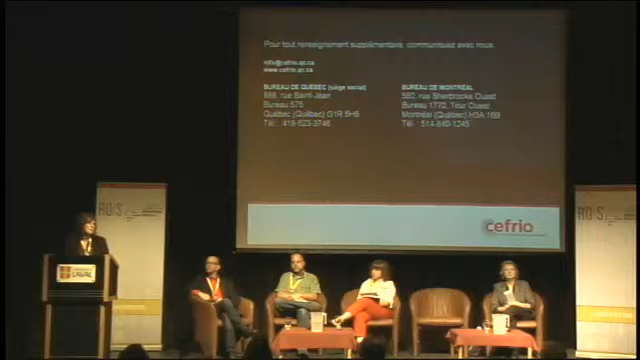 Pour tout renseignement supplémentaire, communiquez avec nous.
info@cefrio.qc.ca
www.cefrio.qc.ca
BUREAU DE QUÉBEC (siège social)
888, rue Saint-Jean
Bureau 575
Québec (Québec) G1R 5H6
Tél. : 418-523-3746
BUREAU DE MONTRÉAL
550, rue Sherbrooke Ouest
Bureau 1770, Tour Ouest
Montréal (Québec) H3A 1B9
Tél. : 514-840-1245
cefrio
LAVAL